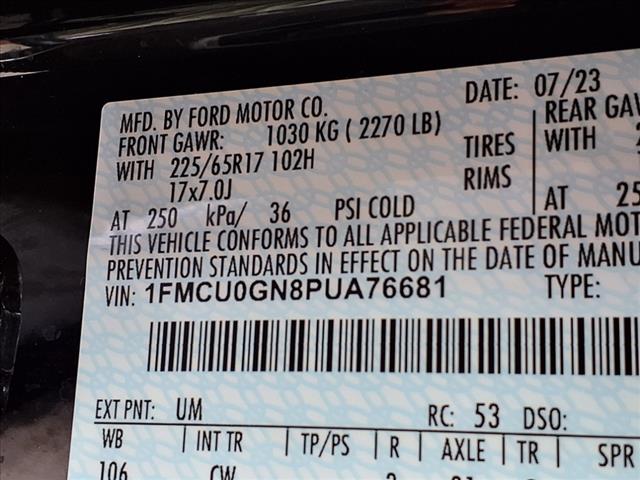 DATE: 07/23
MFD. BY FORD MOTOR CO.
FRONT GAWR: 1030 KG ( 2270 LB)
REAR
WITH 225/65R17 102H TIRES
WITH
17x7.0J RIMS
AT 250 kPa/ 36 PSI COLD
AT 25
THIS VEHICLE CONFORMS TO ALL APPLICABLE FEDERAL MOT
PREVENTION STANDARDS IN EFFECT ON THE DATE OF MANU
VIN: 1FMCU0GN8PUA76681 TYPE:
EXT PNT: UM RC: 53 DSO:
WB | INT TR | TP/PS | R | AXLE | TR | SPR
106 CW